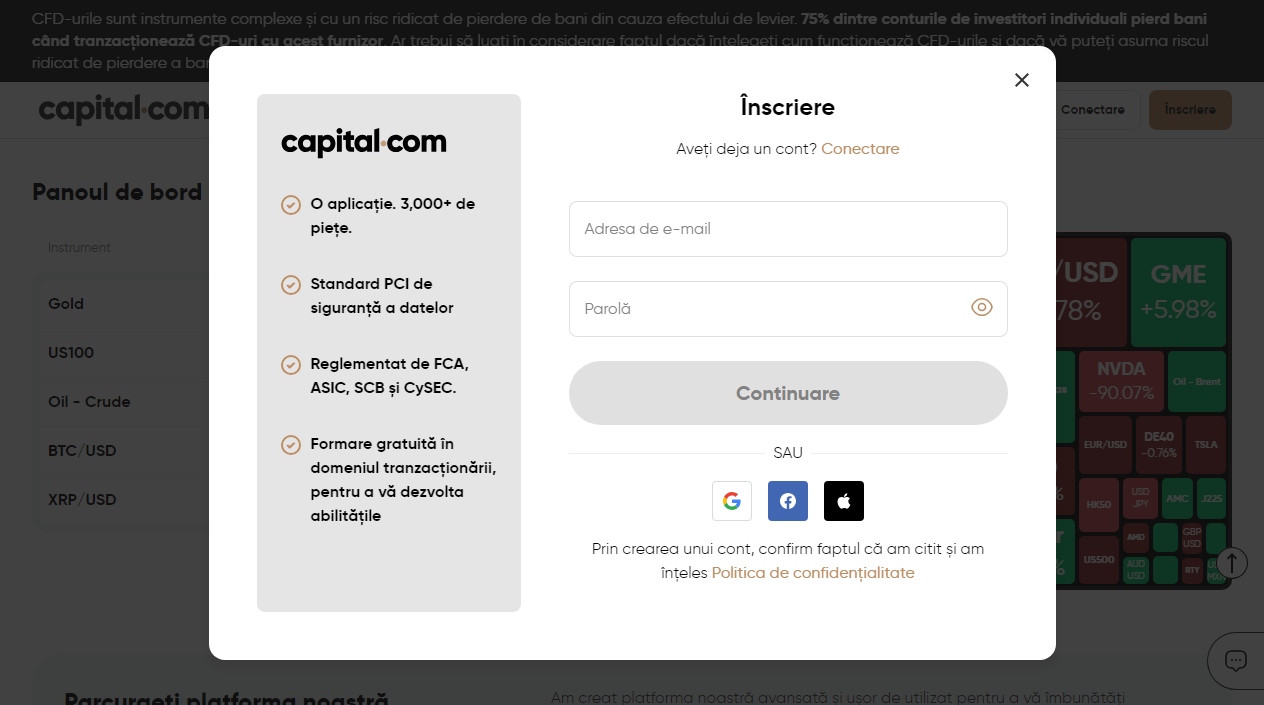 CFD-urile sunt instrumente complexe și cu un risc ridicat de pierdere de bani din cauza efectului de levier. 75% dintre conturile de investitori individuali pierd bani
când tranzacționează CFD-uri cu acest furnizor. Ar trebui să luați în considerare faptul dacă înțelegeți cum funcționează CFD-urile și dacă vă puteți asuma riscul
ridicat de pierdere a
capital.com
Conectare
Înscriere
Panoul de bord
Instrument
Gold
US100
Oil - Crude
BTC/USD
XRP/USD
capital.com
O aplicație. 3,000+ de
piețe.
Standard PCI de
siguranță a datelor
Reglementat de FCA,
ASIC, SCB și CySEC.
Formare gratuită în
domeniul tranzacționării,
pentru a vă dezvolta
abilitățile
Înscriere
Aveți deja un cont? Conectare
Adresa de e-mail
Parolă
Continuare
SAU
Prin crearea unui cont, confirm faptul că am citit și am
înțeles Politica de confidențialitate
/USD
78%
GME
+5.98%
NVDA
-90.07%
Oil - Brent
EUR/USD
DE40
-0.76%
TSLA
HK50
USD
JPY
AMC
J225
US500
AMD
GBP
USD
AUD
USD
BTY
Parcurgeți platforma noastră
Am creat platforma noastră avansată și ușor de utilizat pentru a vă îmbunătăți